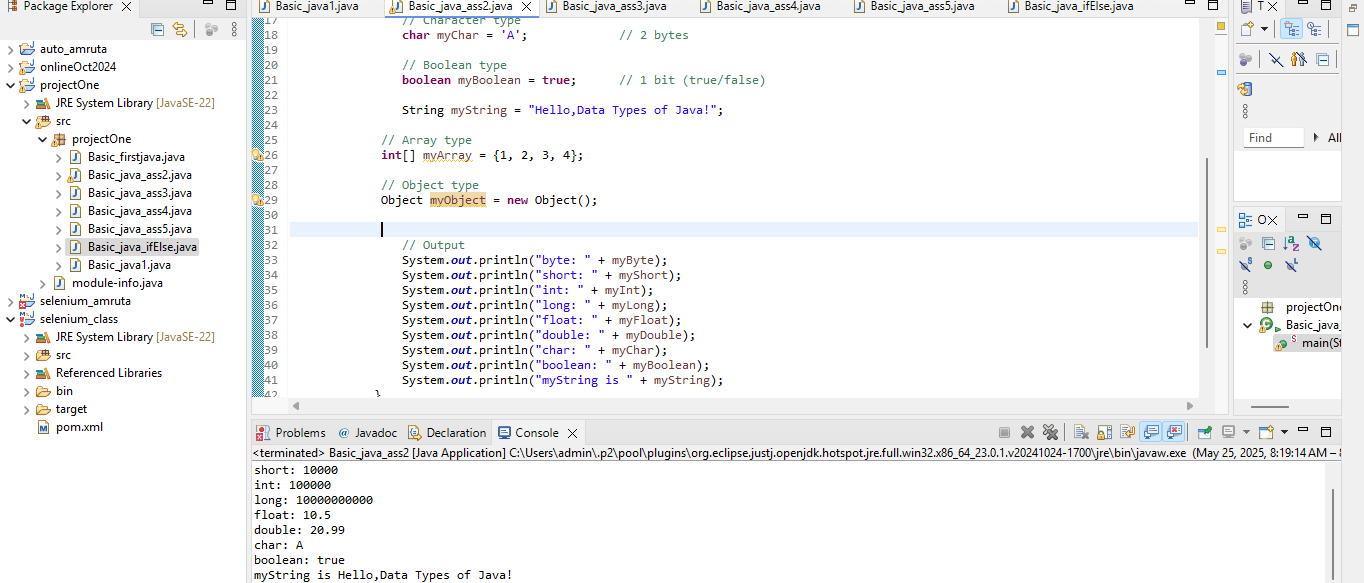 Package Explorer
auto_amruta
onlineOct2024
projectOne
JRE System Library [JavaSE-22]
src
projectOne
Basic_firstjava.java
Basic_java_ass2.java
Basic_java_ass3.java
Basic_java_ass4.java
Basic_java_ass5.java
Basic_java_ifElse.java
Basic_java1.java
module-info.java
selenium_amruta
selenium_class
JRE System Library [JavaSE-22]
src
Referenced Libraries
bin
target
pom.xml
Basic_java1.java Basic_java_ass2.java Basic_java_ass3.java Basic_java_ass4.java Basic_java_ass5.java Basic_java_ifElse.java
17 // Character type
18 char myChar = 'A'; // 2 bytes
19
20 // Boolean type
21 boolean myBoolean = true; // 1 bit (true/false)
22
23 String myString = "Hello,Data Types of Java!";
24
25 // Array type
26 int[] myArray = {1, 2, 3, 4};
27
28 // Object type
29 Object myObject = new Object();
30
31
32 // Output
33 System.out.println("byte: " + myByte);
34 System.out.println("short: " + myShort);
35 System.out.println("int: " + myInt);
36 System.out.println("long: " + myLong);
37 System.out.println("float: " + myFloat);
38 System.out.println("double: " + myDouble);
39 System.out.println("char: " + myChar);
40 System.out.println("boolean: " + myBoolean);
41 System.out.println("myString is " + myString);
42 }
Problems @ Javadoc Declaration Console
<terminated> Basic_java_ass2 [Java Application] C:\Users\admin\.p2\pool\plugins\org.eclipse.justj.openjdk.hotspot.jre.full.win32.x86_64_23.0.1.v20241024-1700\jre\bin\javaw.exe (May 25, 2025, 8:19:14 AM –
short: 10000
int: 100000
long: 10000000000
float: 10.5
double: 20.99
char: A
boolean: true
myString is Hello,Data Types of Java!
T
Find All
O
projectOn
Basic_java_
main(St